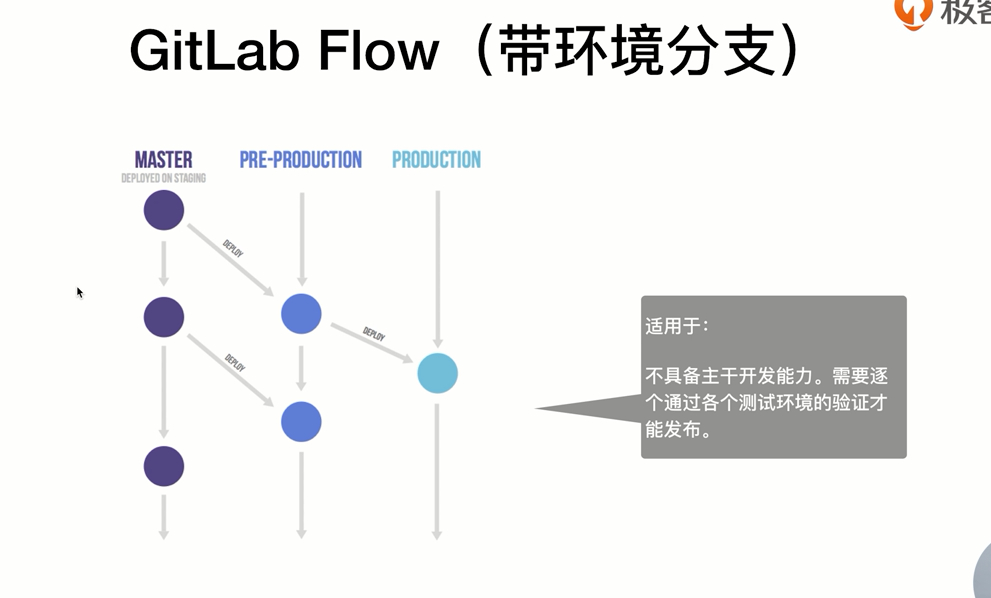 极客
GitLab Flow（带环境分支）
MASTER
DEPLOYED ON STAGING
PRE-PRODUCTION
PRODUCTION
DEPLOY
DEPLOY
DEPLOY
适用于：
不具备主干开发能力。需要逐
个通过各个测试环境的验证才
能发布。